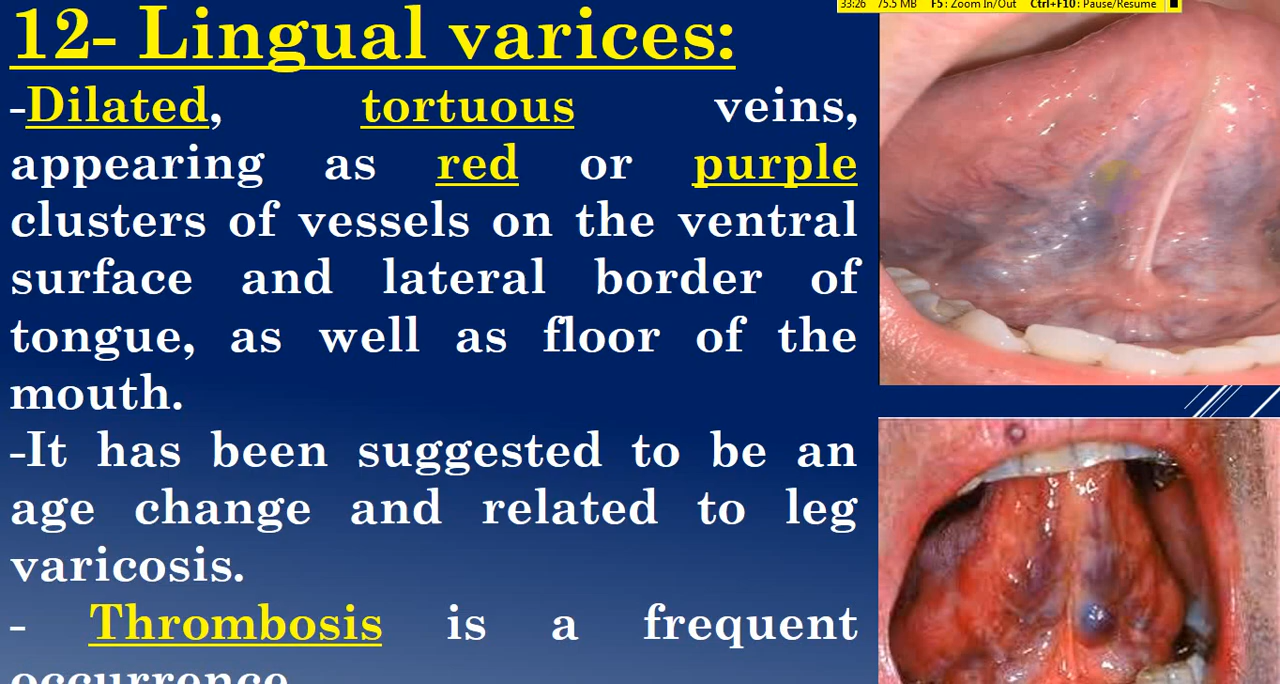 33:26 75.5 MB F5: Zoom In/Out Ctrl+F10: Pause/Resume
12- Lingual varices:
-Dilated, tortuous veins,
appearing as red or purple
clusters of vessels on the ventral
surface and lateral border of
tongue, as well as floor of the
mouth.
-It has been suggested to be an
age change and related to leg
varicosis.
- Thrombosis is a frequent
occurrence